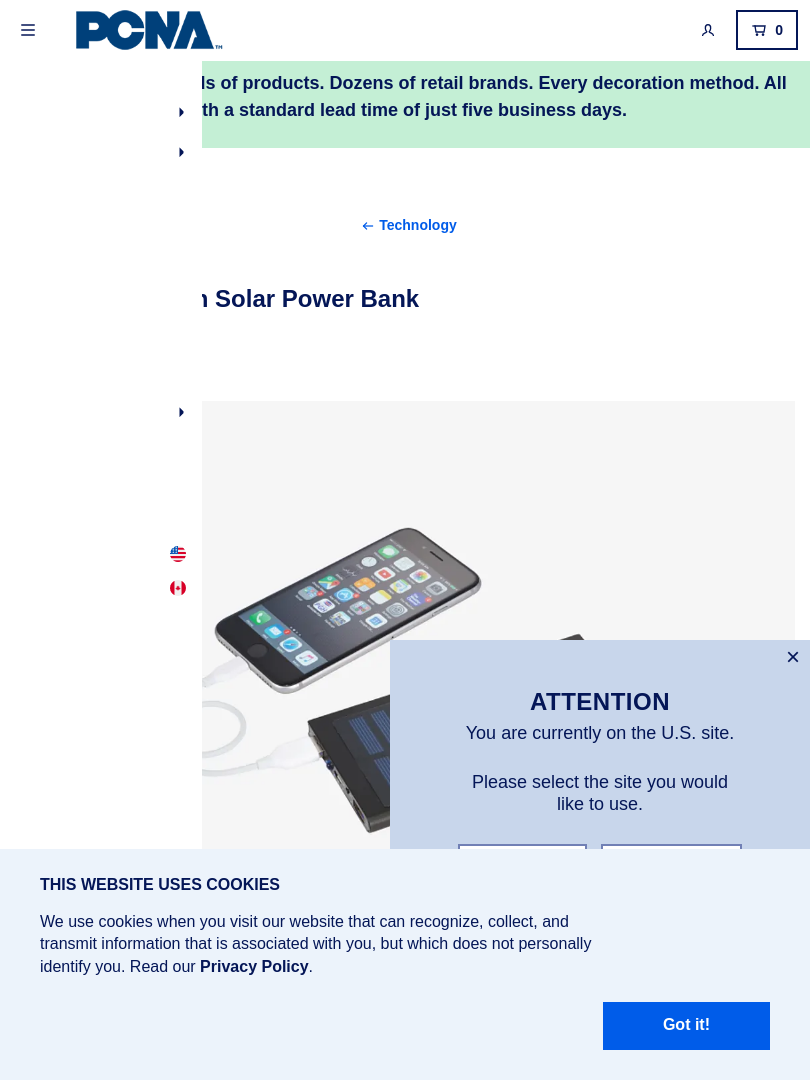 PCNA™
0
of products. Dozens of retail brands. Every decoration method. All
a standard lead time of just five business days.
Technology
Solar Power Bank
ATTENTION
You are currently on the U.S. site.
Please select the site you would
like to use.
THIS WEBSITE USES COOKIES
We use cookies when you visit our website that can recognize, collect, and
transmit information that is associated with you, but which does not personally
identify you. Read our Privacy Policy.
Got it!